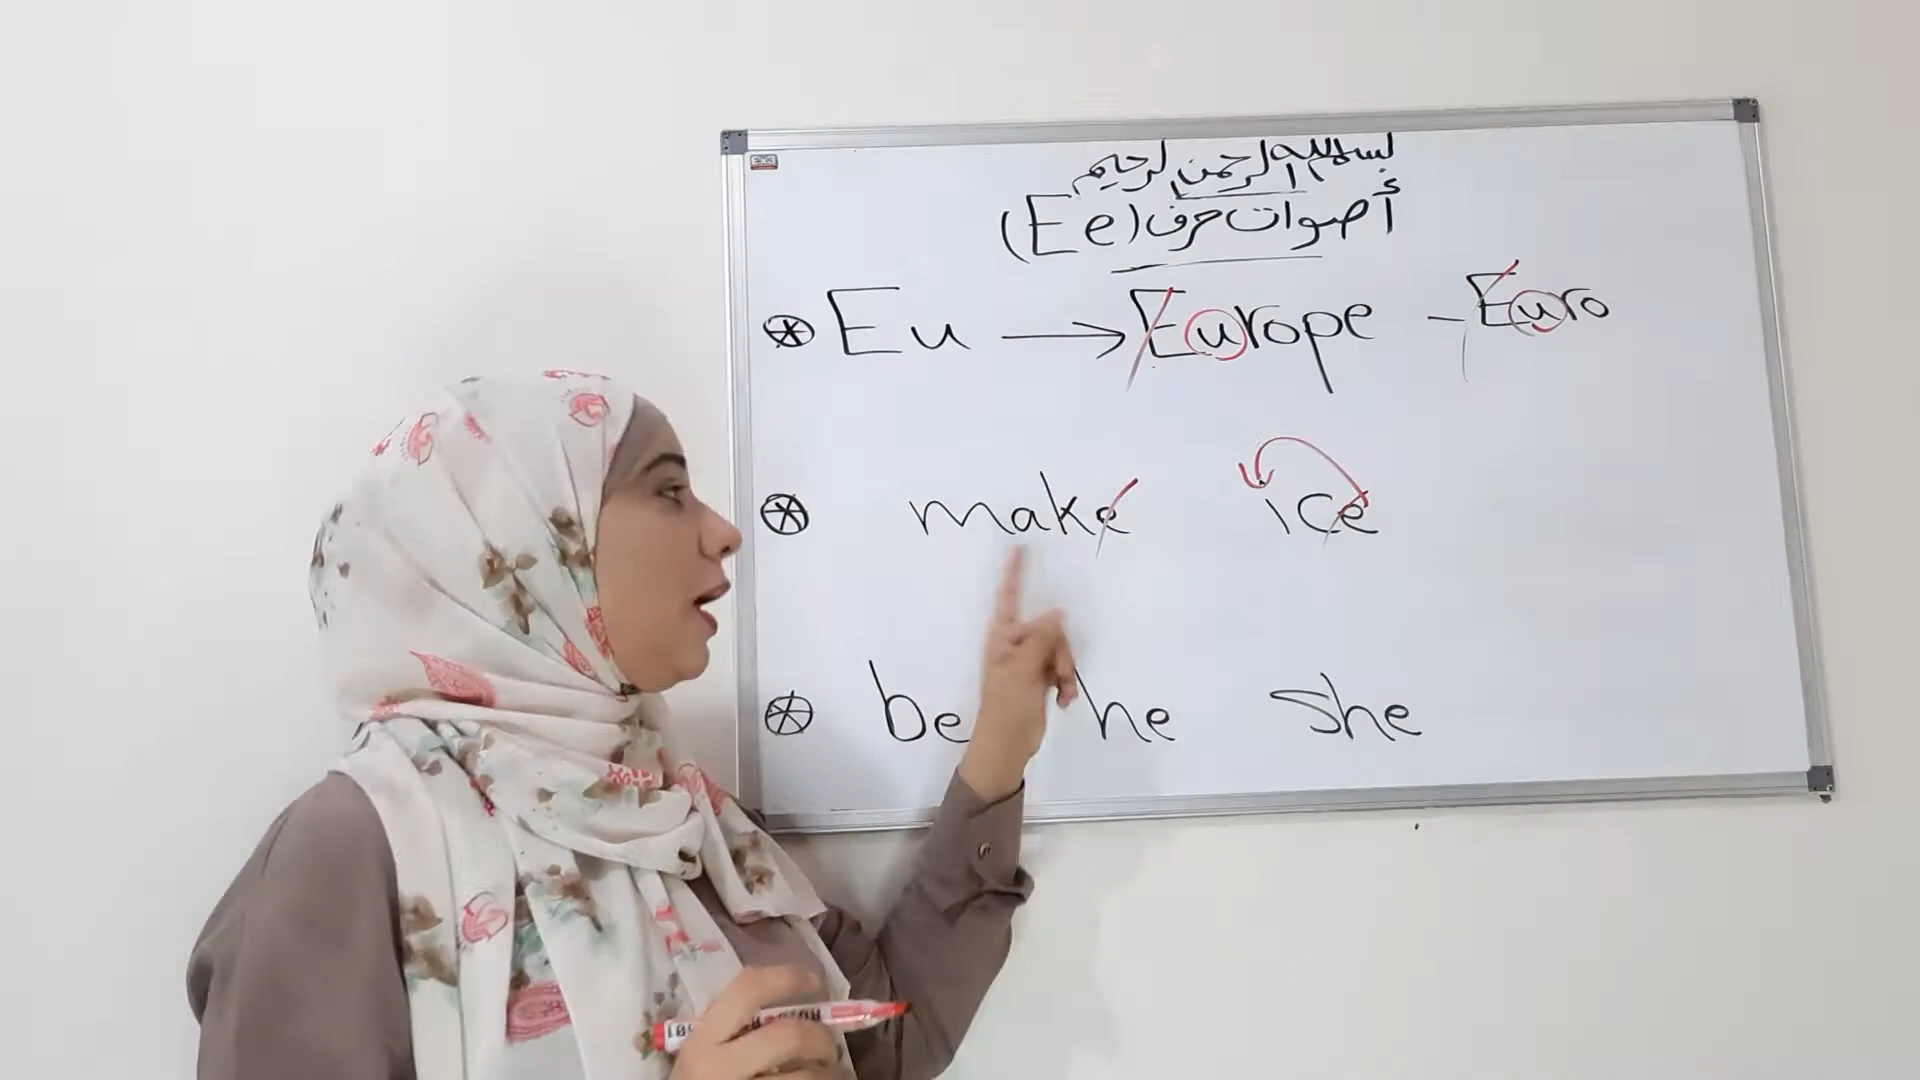 بسم الله الرحمن الرحيم
أصوات حرف (Ee)
Eu → Europe - Euro
make ice
be he she